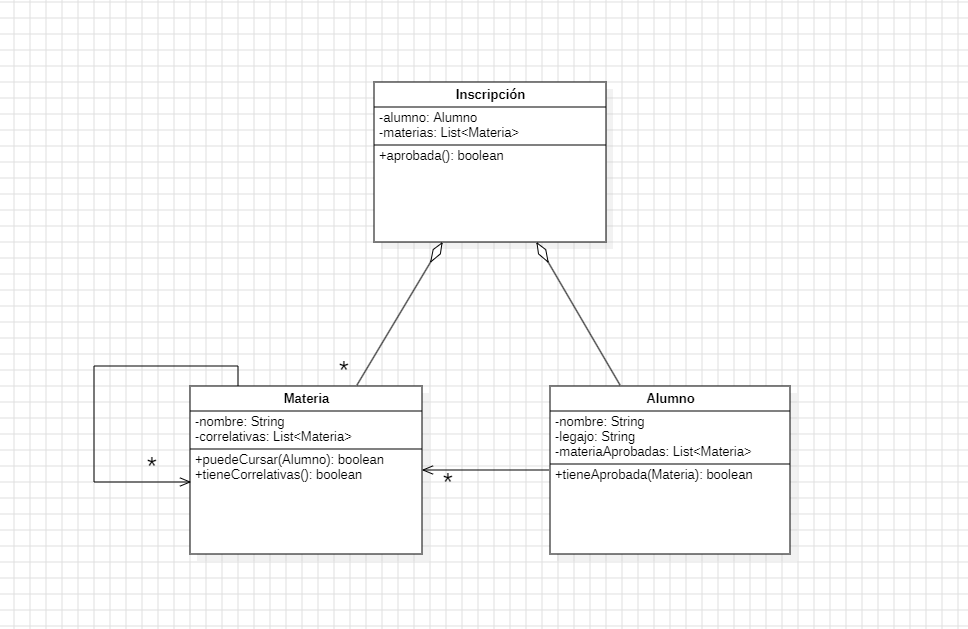 Inscripción
-alumno: Alumno
-materias: List<Materia>
+aprobada(): boolean
*
Materia
-nombre: String
-correlativas: List<Materia>
+puedeCursar(Alumno): boolean
+tieneCorrelativas(): boolean
*
*
Alumno
-nombre: String
-legajo: String
-materiaAprobadas: List<Materia>
+tieneAprobada(Materia): boolean